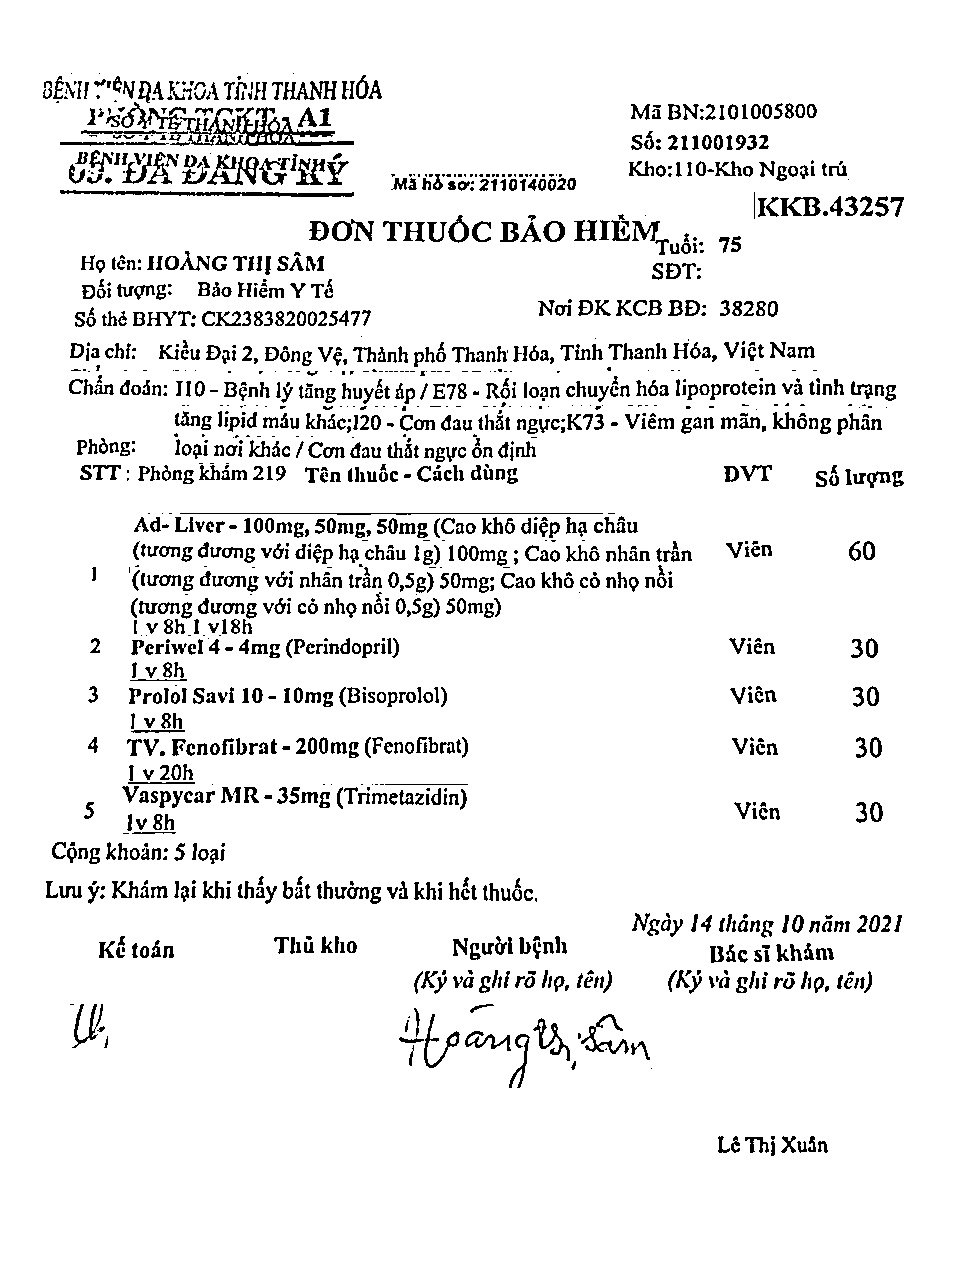 BỆNH VIỆN ĐA KHOA TỈNH THANH HÓA
A1
SỞ Y TẾ THANH HÓA
BỆNH VIỆN ĐA KHOA TỈNH
03. ĐÃ ĐĂNG KÝ
Mã hồ sơ: 2110140020
Mã BN:2101005800
Số: 211001932
Kho:110-Kho Ngoại trú
KKB.43257
ĐƠN THUỐC BẢO HIỂM
Tuổi: 75
Họ tên: HOÀNG THỊ SÂM
SĐT:
Đối tượng: Bảo Hiểm Y Tế
Số thẻ BHYT: CK2383820025477
Nơi ĐK KCB BĐ: 38280
Địa chỉ: Kiều Đại 2, Đông Vệ, Thành phố Thanh Hóa, Tỉnh Thanh Hóa, Việt Nam
Chẩn đoán: I10 - Bệnh lý tăng huyết áp / E78 - Rối loạn chuyển hóa lipoprotein và tình trạng
tăng lipid máu khác;I20 - Cơn đau thắt ngực;K73 - Viêm gan mãn, không phân
loại nơi khác / Cơn đau thắt ngực ổn định
Phòng:
STT : Phòng khám 219 Tên thuốc - Cách dùng ĐVT Số lượng
Ad- Liver - 100mg, 50mg, 50mg (Cao khô diệp hạ châu
(tương đương với diệp hạ châu 1g) 100mg ; Cao khô nhân trần Viên 60
1 (tương đương với nhân trần 0,5g) 50mg; Cao khô cỏ nhọ nồi
(tương đương với cỏ nhọ nồi 0,5g) 50mg)
1 v 8h 1 v18h
2 Periwel 4 - 4mg (Perindopril) Viên 30
1 v 8h
3 Prolol Savi 10 - 10mg (Bisoprolol) Viên 30
1 v 8h
4 TV. Fenofibrat - 200mg (Fenofibrat) Viên 30
1 v 20h
5 Vaspycar MR - 35mg (Trimetazidin) Viên 30
1v 8h
Cộng khoản: 5 loại
Lưu ý: Khám lại khi thấy bất thường và khi hết thuốc.
Ngày 14 tháng 10 năm 2021
Kế toán Thủ kho Người bệnh Bác sĩ khám
(Ký và ghi rõ họ, tên) (Ký và ghi rõ họ, tên)
Hoàng Thị Sâm
Lê Thị Xuân